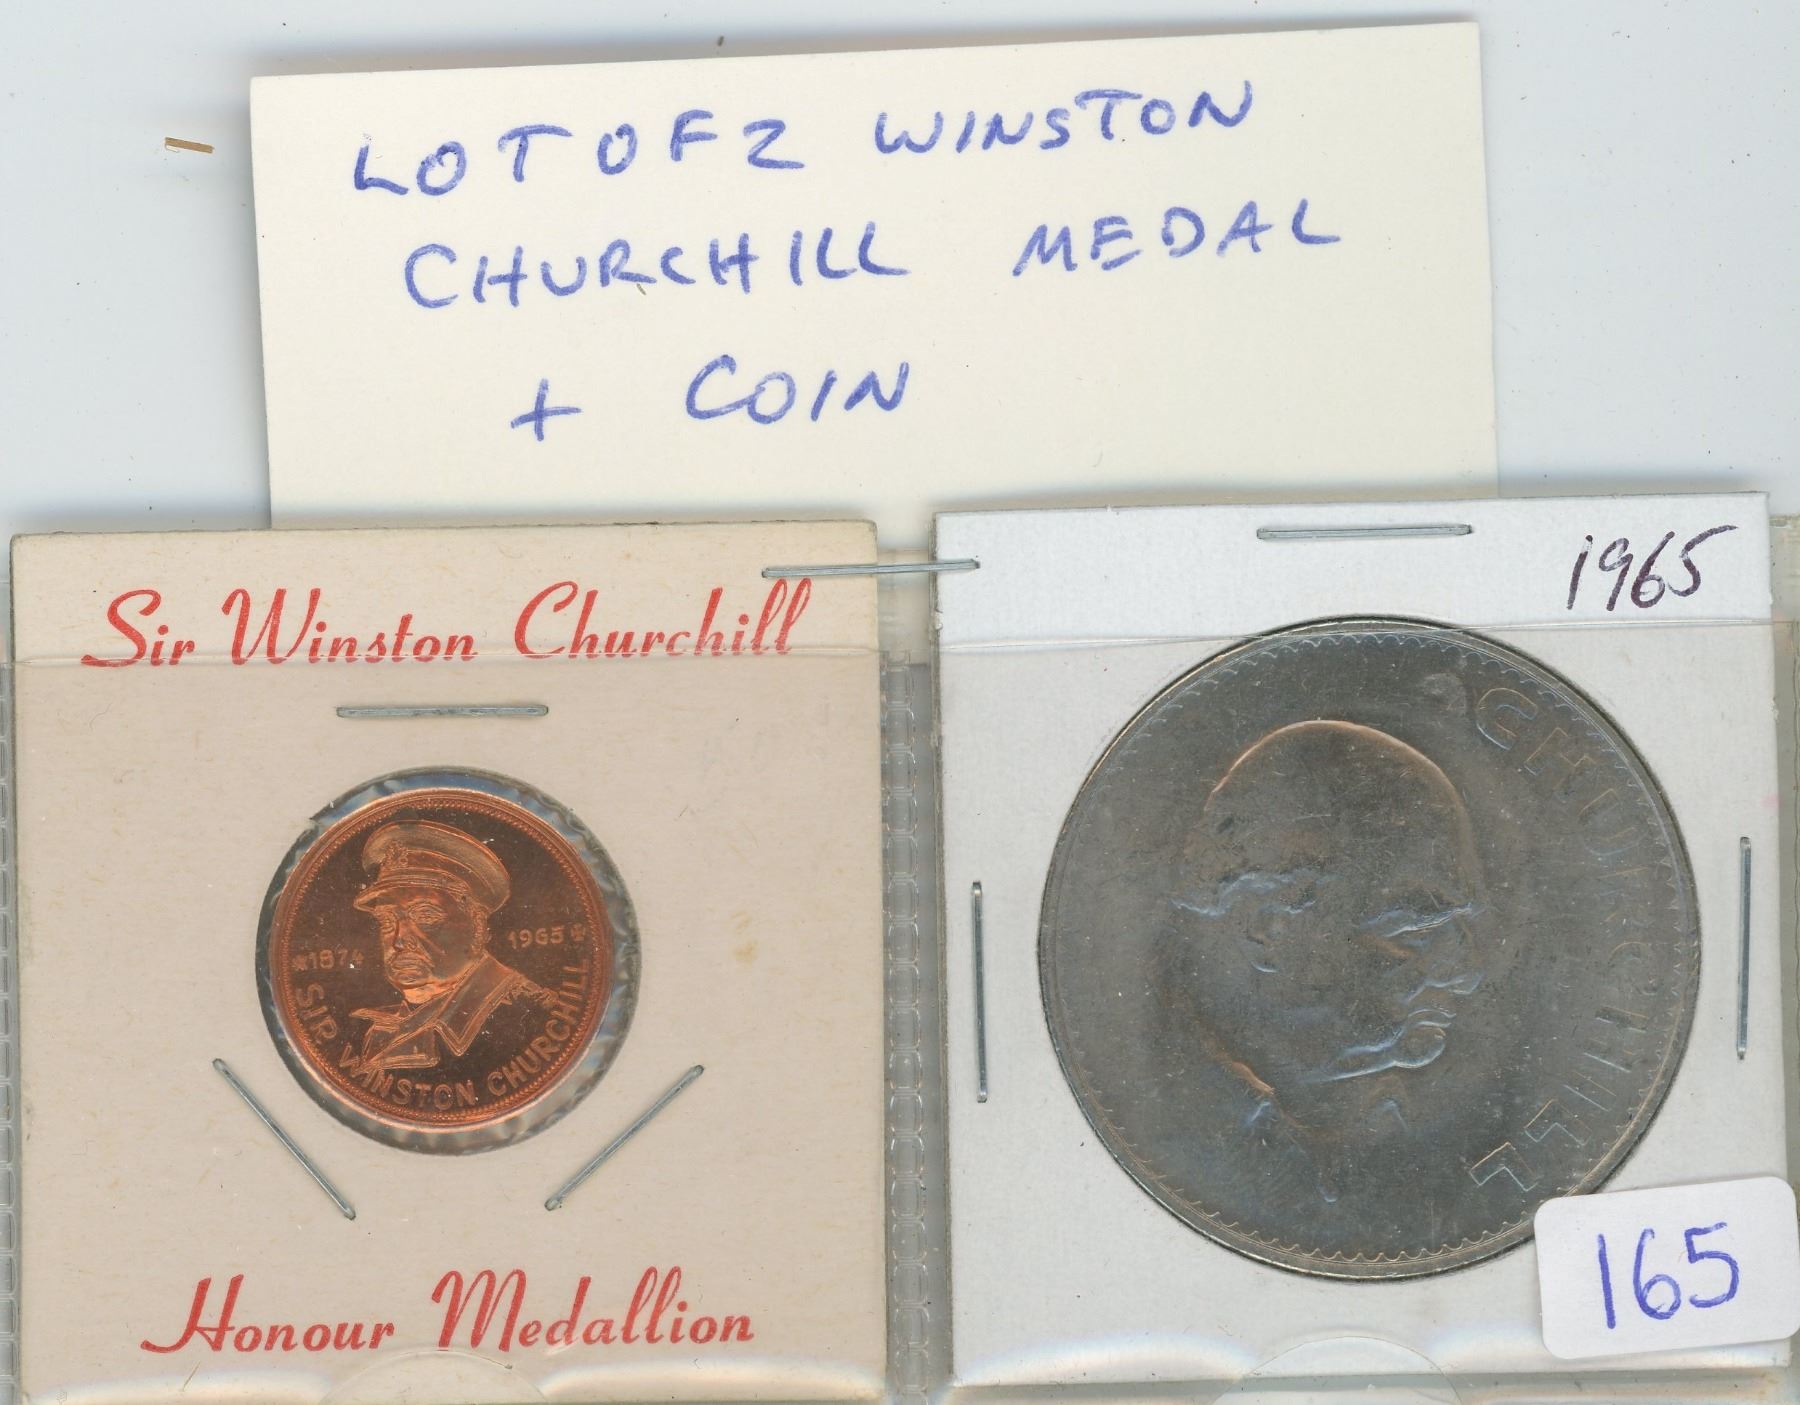 LOT OF 2 WINSTON
CHURCHILL MEDAL
+ COIN
Sir Winston Churchill
1874 1965
SIR WINSTON CHURCHILL
Honour Medallion
1965
CHURCHILL
165